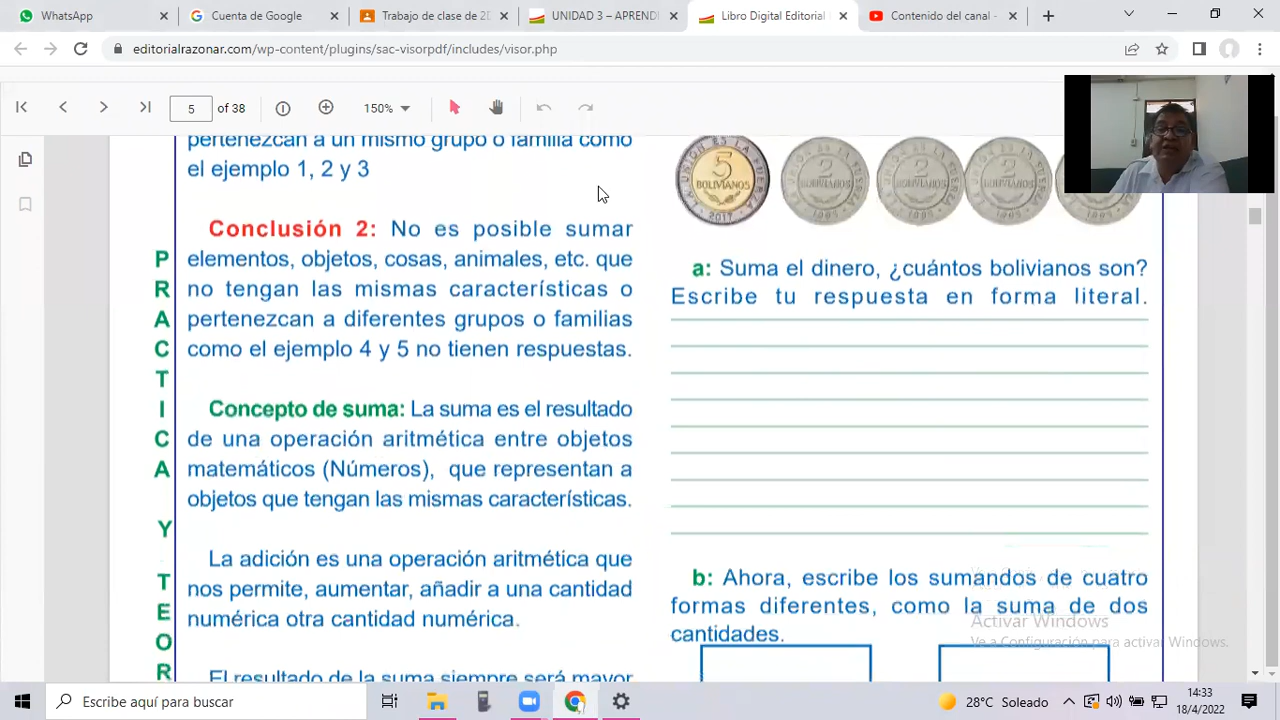 WhatsApp
Cuenta de Google
Trabajo de clase de 2D
UNIDAD 3 – APREND
Libro Digital Editorial
Contenido del canal -
editorialrazonar.com/wp-content/plugins/sac-visorpdf/includes/visor.php
5 of 38
150%
pertenezcan a un mismo grupo o familia como
el ejemplo 1, 2 y 3
Conclusión 2: No es posible sumar
elementos, objetos, cosas, animales, etc. que
no tengan las mismas características o
pertenezcan a diferentes grupos o familias
como el ejemplo 4 y 5 no tienen respuestas.
Concepto de suma: La suma es el resultado
de una operación aritmética entre objetos
matemáticos (Números), que representan a
objetos que tengan las mismas características.
La adición es una operación aritmética que
nos permite, aumentar, añadir a una cantidad
numérica otra cantidad numérica.
El resultado de la suma siempre será mayor
P
R
A
C
T
I
C
A
Y
T
E
O
R
LA UNION ES LA FUERZA
5
BOLIVIANOS
2017
2
BOLIVIANOS
2
BOLIVIANOS
2
BOLIVIANOS
a: Suma el dinero, ¿cuántos bolivianos son?
Escribe tu respuesta en forma literal.
b: Ahora, escribe los sumandos de cuatro
formas diferentes, como la suma de dos
cantidades.
Activar Windows
Ve a Configuración para activar Windows.
Escribe aquí para buscar
28°C Soleado
14:33
18/4/2022